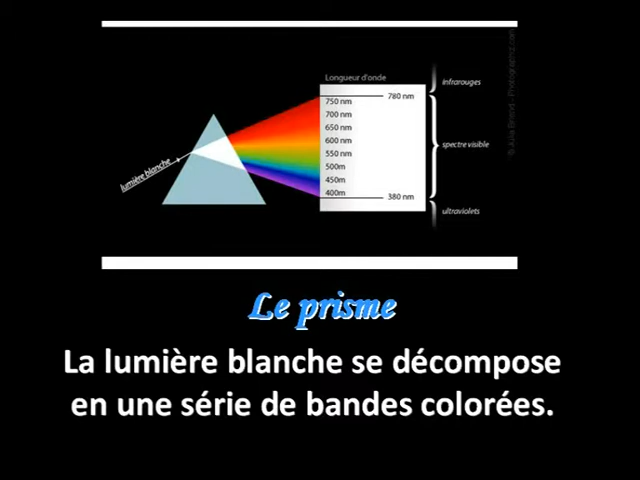 Longueur d'onde
infrarouges
780 nm
750 nm
700 nm
650 nm
600 nm
spectre visible
550 nm
lumière blanche
500m
450m
400m
380 nm
ultraviolets
Le prisme
La lumière blanche se décompose
en une série de bandes colorées.